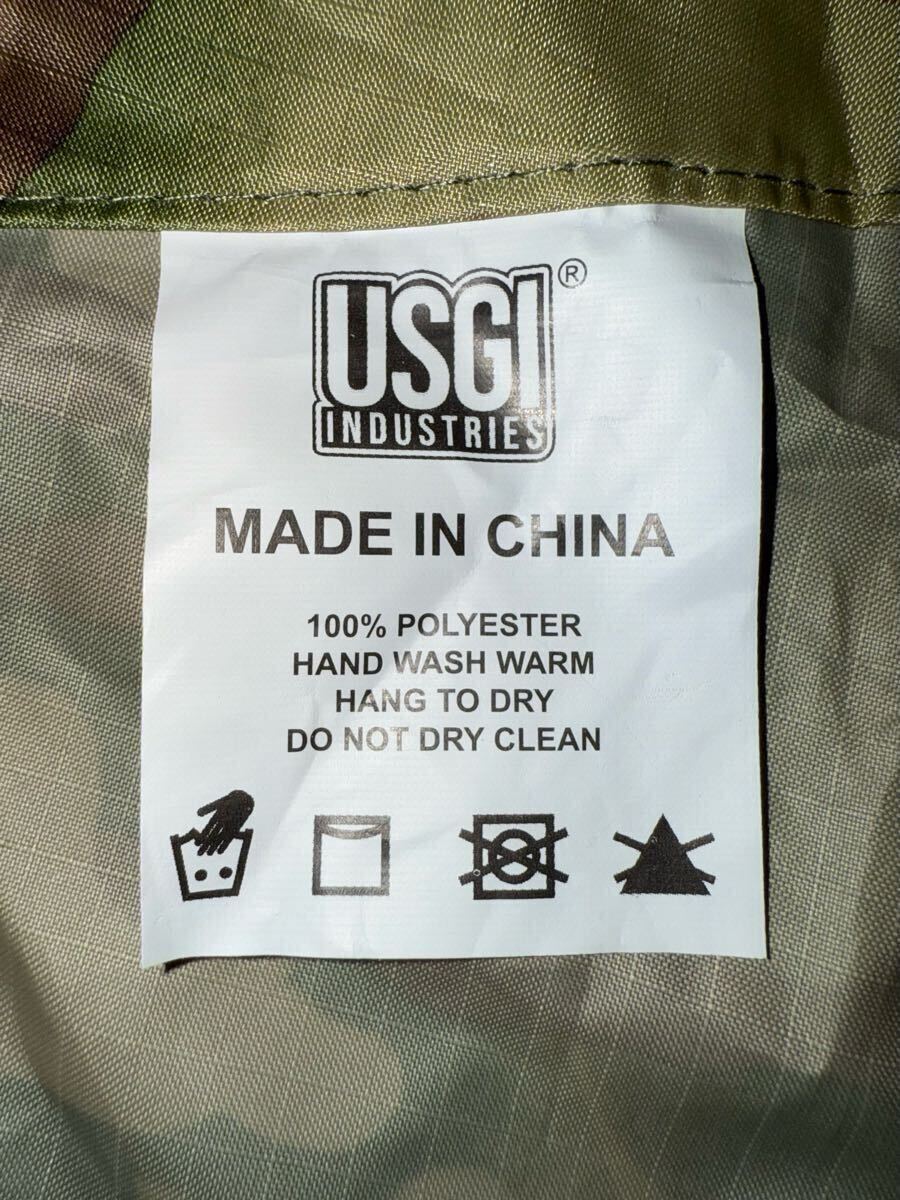 USGI®
INDUSTRIES
MADE IN CHINA
100% POLYESTER
HAND WASH WARM
HANG TO DRY
DO NOT DRY CLEAN